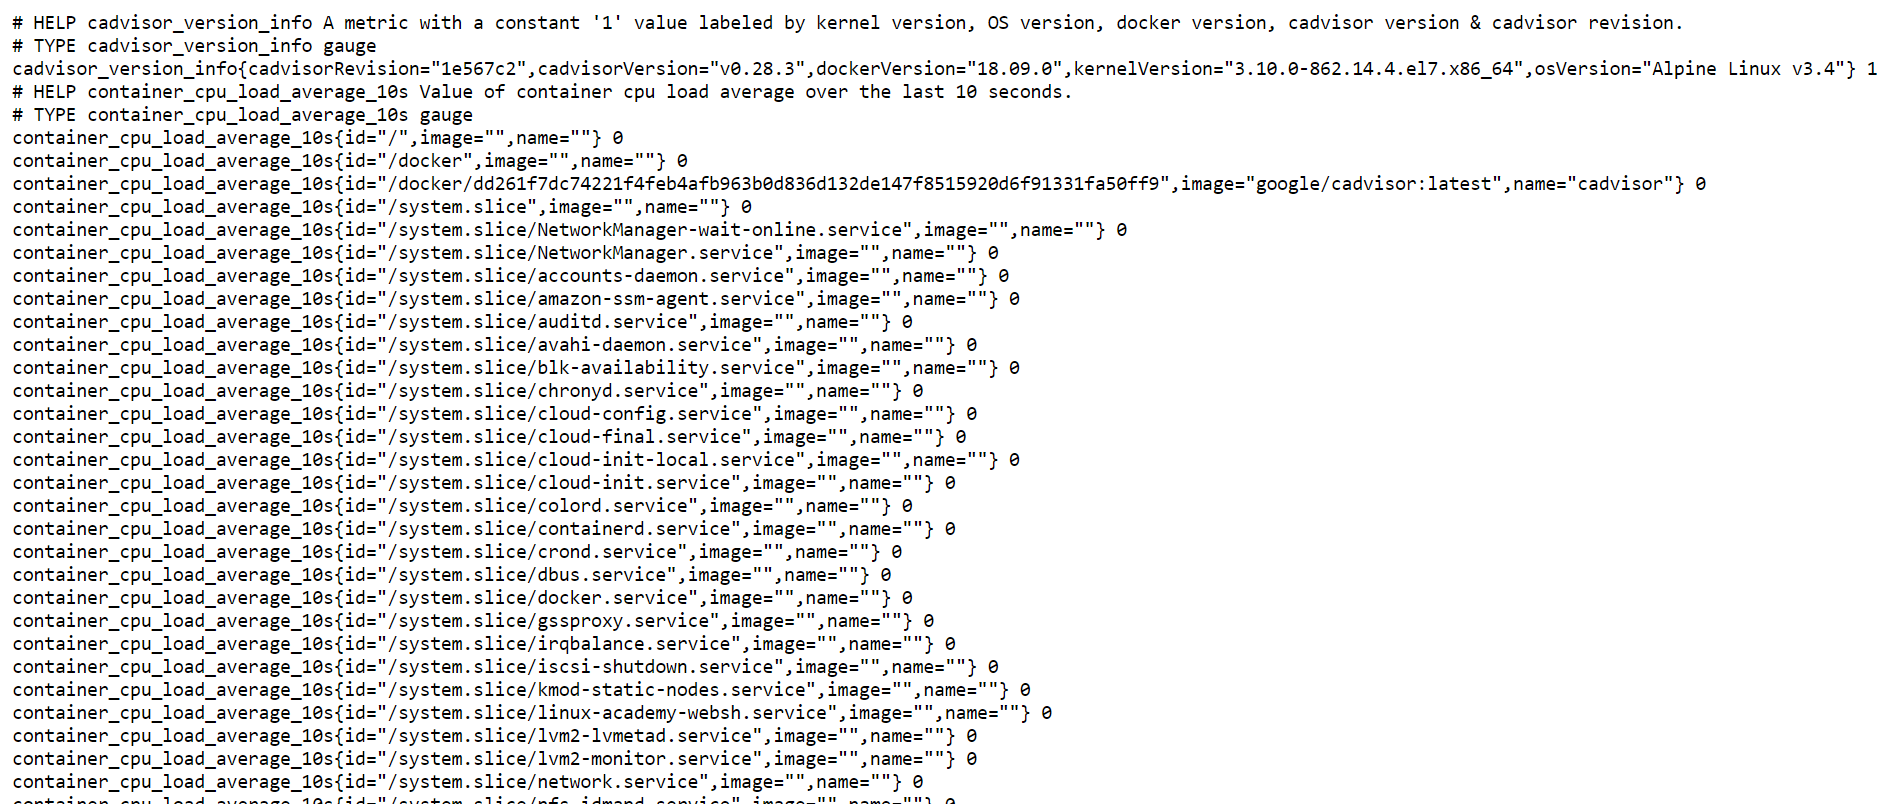 # HELP cadvisor_version_info A metric with a constant '1' value labeled by kernel version, OS version, docker version, cadvisor version & cadvisor revision.
# TYPE cadvisor_version_info gauge
cadvisor_version_info{cadvisorRevision="1e567c2",cadvisorVersion="v0.28.3",dockerVersion="18.09.0",kernelVersion="3.10.0-862.14.4.el7.x86_64",osVersion="Alpine Linux v3.4"} 1
# HELP container_cpu_load_average_10s Value of container cpu load average over the last 10 seconds.
# TYPE container_cpu_load_average_10s gauge
container_cpu_load_average_10s{id="/",image="",name=""} 0
container_cpu_load_average_10s{id="/docker",image="",name=""} 0
container_cpu_load_average_10s{id="/docker/dd261f7dc74221f4feb4afb963b0d836d132de147f8515920d6f91331fa50ff9",image="google/cadvisor:latest",name="cadvisor"} 0
container_cpu_load_average_10s{id="/system.slice",image="",name=""} 0
container_cpu_load_average_10s{id="/system.slice/NetworkManager-wait-online.service",image="",name=""} 0
container_cpu_load_average_10s{id="/system.slice/NetworkManager.service",image="",name=""} 0
container_cpu_load_average_10s{id="/system.slice/accounts-daemon.service",image="",name=""} 0
container_cpu_load_average_10s{id="/system.slice/amazon-ssm-agent.service",image="",name=""} 0
container_cpu_load_average_10s{id="/system.slice/auditd.service",image="",name=""} 0
container_cpu_load_average_10s{id="/system.slice/avahi-daemon.service",image="",name=""} 0
container_cpu_load_average_10s{id="/system.slice/blk-availability.service",image="",name=""} 0
container_cpu_load_average_10s{id="/system.slice/chronyd.service",image="",name=""} 0
container_cpu_load_average_10s{id="/system.slice/cloud-config.service",image="",name=""} 0
container_cpu_load_average_10s{id="/system.slice/cloud-final.service",image="",name=""} 0
container_cpu_load_average_10s{id="/system.slice/cloud-init-local.service",image="",name=""} 0
container_cpu_load_average_10s{id="/system.slice/cloud-init.service",image="",name=""} 0
container_cpu_load_average_10s{id="/system.slice/colord.service",image="",name=""} 0
container_cpu_load_average_10s{id="/system.slice/containerd.service",image="",name=""} 0
container_cpu_load_average_10s{id="/system.slice/crond.service",image="",name=""} 0
container_cpu_load_average_10s{id="/system.slice/dbus.service",image="",name=""} 0
container_cpu_load_average_10s{id="/system.slice/docker.service",image="",name=""} 0
container_cpu_load_average_10s{id="/system.slice/gssproxy.service",image="",name=""} 0
container_cpu_load_average_10s{id="/system.slice/irqbalance.service",image="",name=""} 0
container_cpu_load_average_10s{id="/system.slice/iscsi-shutdown.service",image="",name=""} 0
container_cpu_load_average_10s{id="/system.slice/kmod-static-nodes.service",image="",name=""} 0
container_cpu_load_average_10s{id="/system.slice/linux-academy-websh.service",image="",name=""} 0
container_cpu_load_average_10s{id="/system.slice/lvm2-lvmetad.service",image="",name=""} 0
container_cpu_load_average_10s{id="/system.slice/lvm2-monitor.service",image="",name=""} 0
container_cpu_load_average_10s{id="/system.slice/network.service",image="",name=""} 0